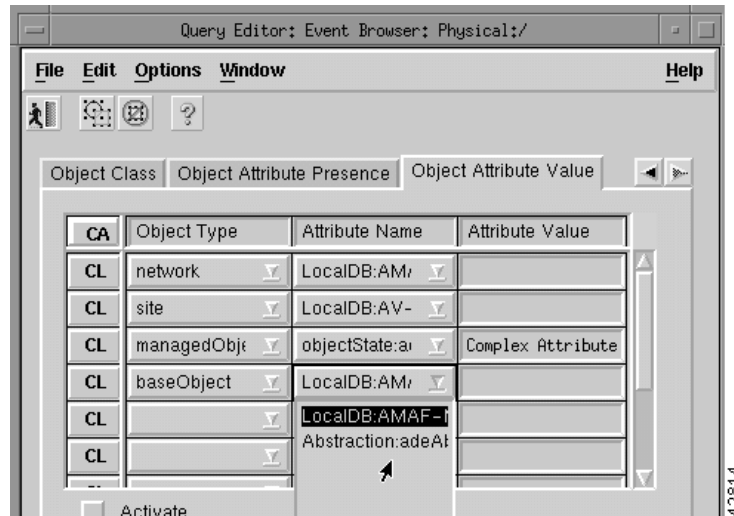 Query Editor: Event Browser: Physical:/
File Edit Options Window Help
Object Class Object Attribute Presence Object Attribute Value
CA Object Type Attribute Name Attribute Value
CL network LocalDB:AM
CL site LocalDB:AV-
CL managedObje objectState:a
Complex Attribute
CL baseObject LocalDB:AM
CL LocalDB:AMAF-
Abstraction:adeA
CL
Activate
42814